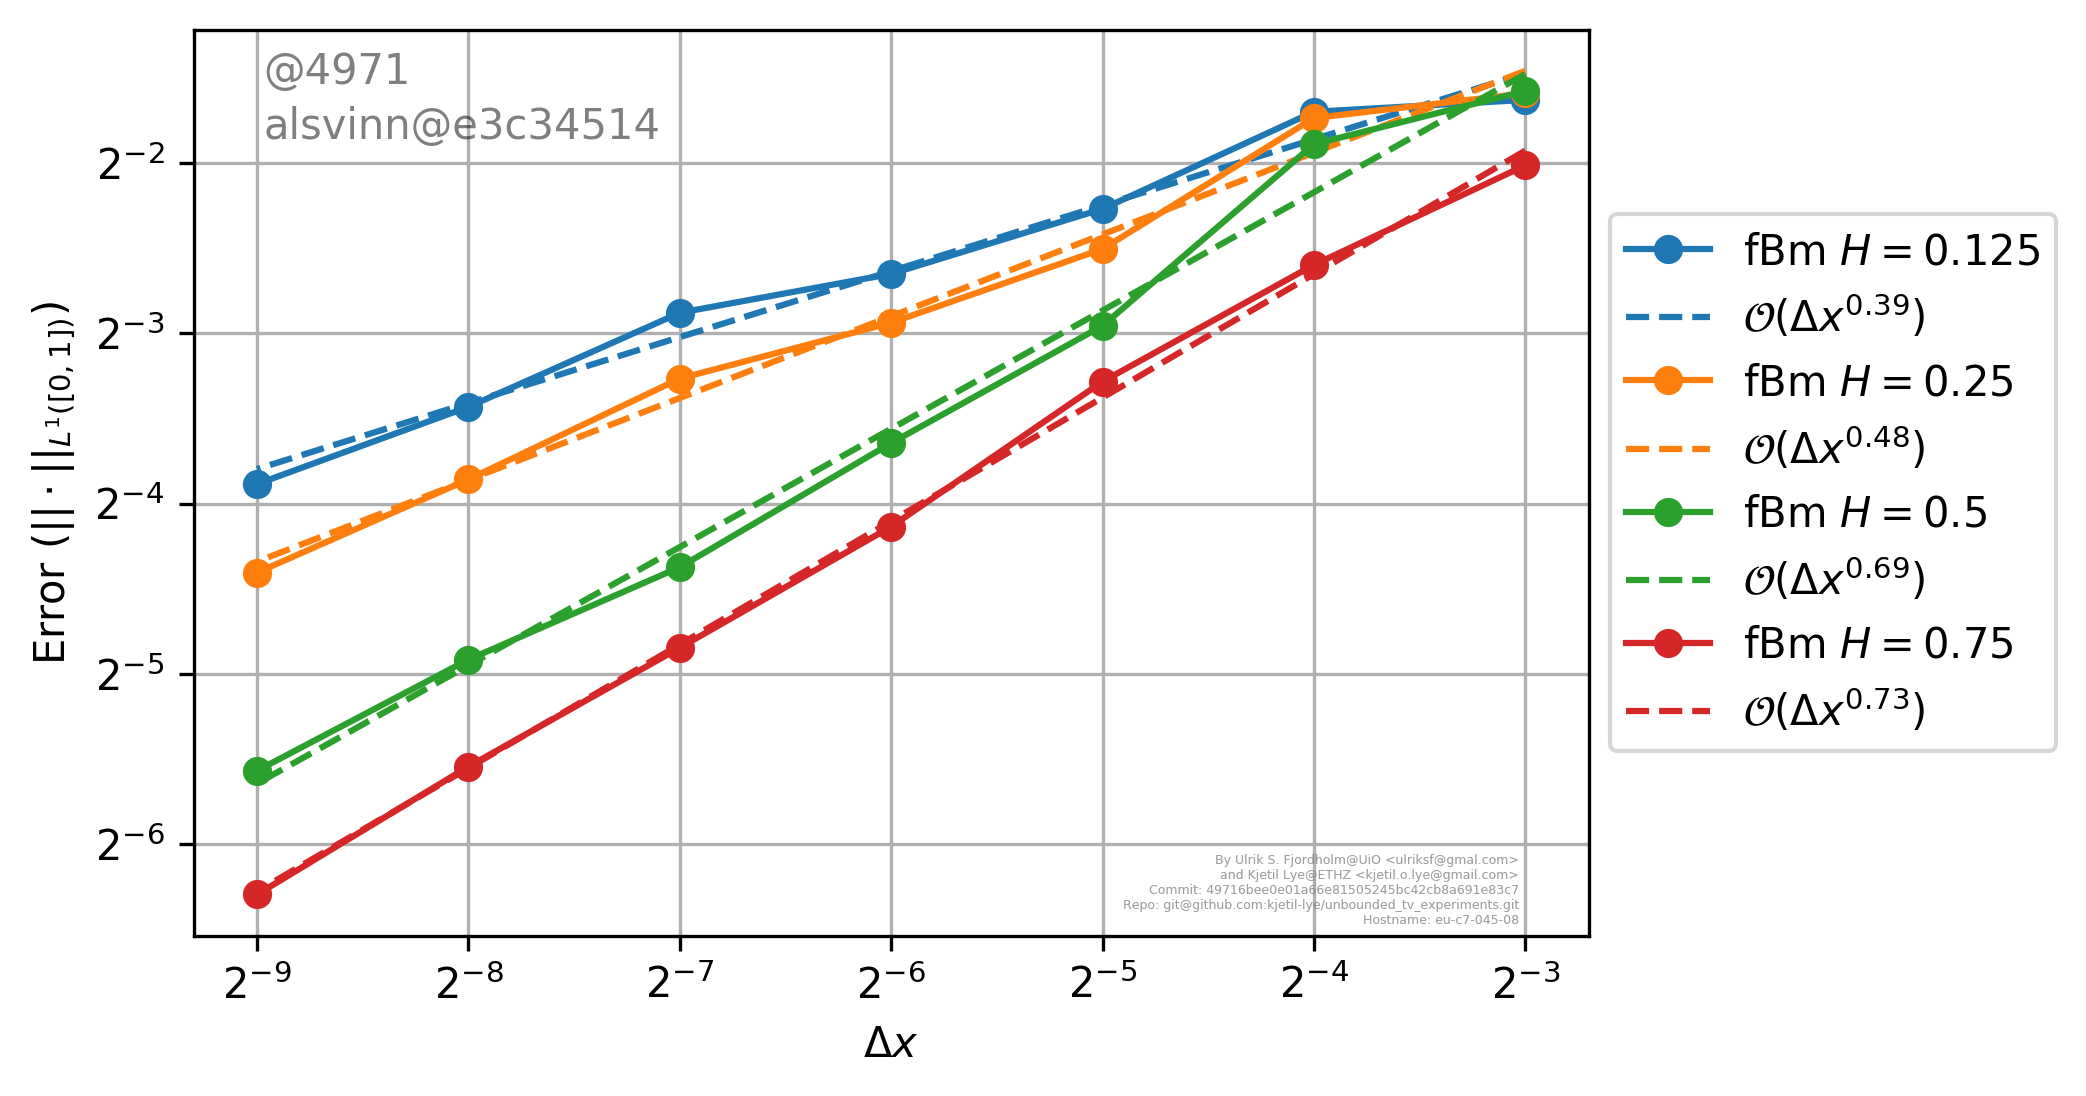 @4971
alsvinn@e3c34514
Error (|| · ||_{L^1([0, 1])})
2^{-2}
2^{-3}
2^{-4}
2^{-5}
2^{-6}
2^{-9}
2^{-8}
2^{-7}
2^{-6}
2^{-5}
2^{-4}
2^{-3}
Δx
fBm H = 0.125
𝒪(Δx^{0.39})
fBm H = 0.25
𝒪(Δx^{0.48})
fBm H = 0.5
𝒪(Δx^{0.69})
fBm H = 0.75
𝒪(Δx^{0.73})
By Ulrik S. Fjordholm@UiO <ulriksf@gmal.com>
and Kjetil Lye@ETHZ <kjetil.o.lye@gmail.com>
Commit: 49716bee0e01a66e81505245bc42cb8a691e83c7
Repo: git@github.com:kjetil-lye/unbounded_tv_experiments.git
Hostname: eu-c7-045-08